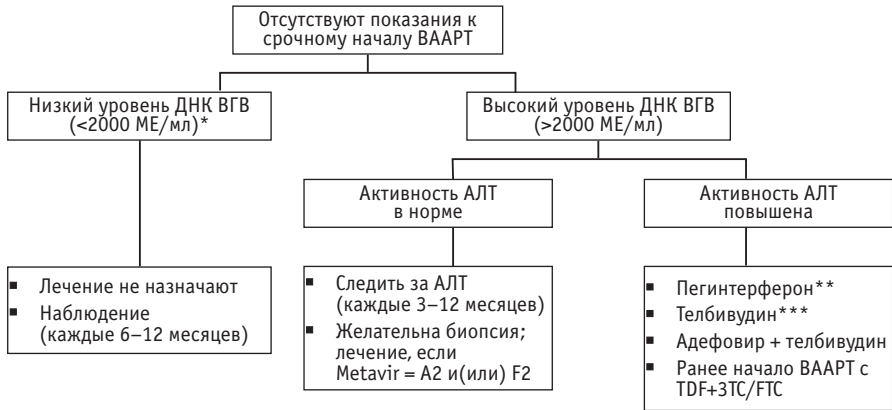 Отсутствуют показания к
срочному началу ВААРТ
Низкий уровень ДНК ВГВ
(<2000 МЕ/мл)*
Высокий уровень ДНК ВГВ
(>2000 МЕ/мл)
Активность АЛТ
в норме
Активность АЛТ
повышена
▪ Лечение не назначают
▪ Наблюдение
(каждые 6–12 месяцев)
▪ Следить за АЛТ
(каждые 3–12 месяцев)
▪ Желательна биопсия;
лечение, если
Metavir = A2 и(или) F2
▪ Пегинтерферон**
▪ Телбивудин***
▪ Адефовир + телбивудин
▪ Ранее начало ВААРТ с
TDF+3TC/FTC